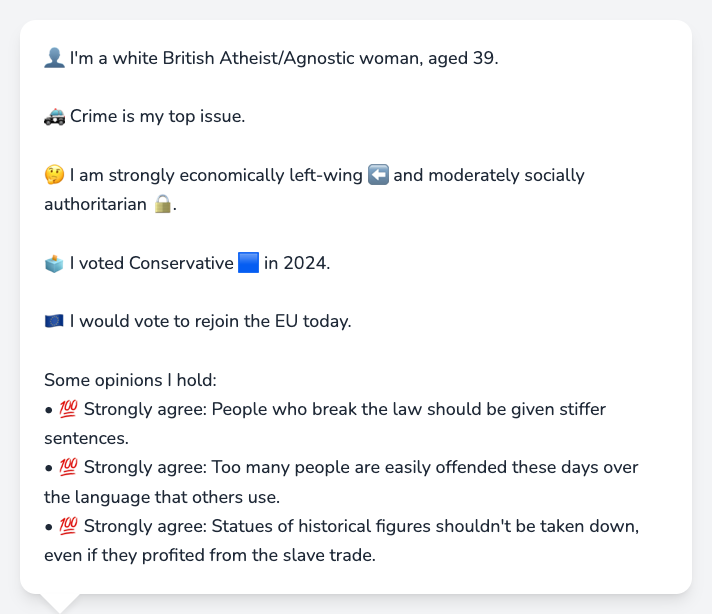 👤 I'm a white British Atheist/Agnostic woman, aged 39.
🚓 Crime is my top issue.
🤔 I am strongly economically left-wing ⬅️ and moderately socially
authoritarian 🔒.
🗳️ I voted Conservative 🟦 in 2024.
🇪🇺 I would vote to rejoin the EU today.
Some opinions I hold:
• 💯 Strongly agree: People who break the law should be given stiffer
sentences.
• 💯 Strongly agree: Too many people are easily offended these days over
the language that others use.
• 💯 Strongly agree: Statues of historical figures shouldn't be taken down,
even if they profited from the slave trade.